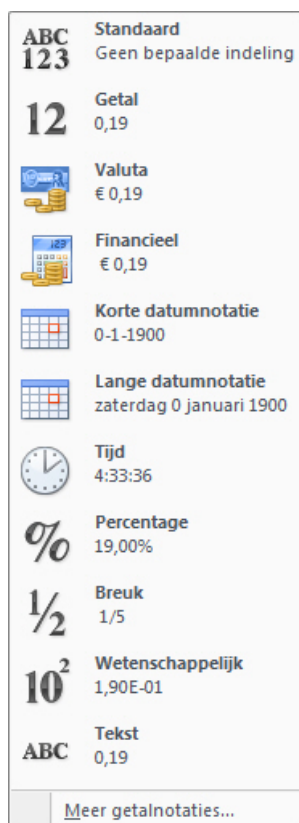 ABC
123
Standaard
Geen bepaalde indeling
12
Getal
0,19
Valuta
€ 0,19
123
Financieel
€ 0,19
Korte datumnotatie
0-1-1900
Lange datumnotatie
zaterdag 0 januari 1900
Tijd
4:33:36
%
Percentage
19,00%
½
Breuk
1/5
10²
Wetenschappelijk
1,90E-01
ABC
Tekst
0,19
Meer getalnotaties...